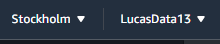 Stockholm ▼ LucasData13 ▼